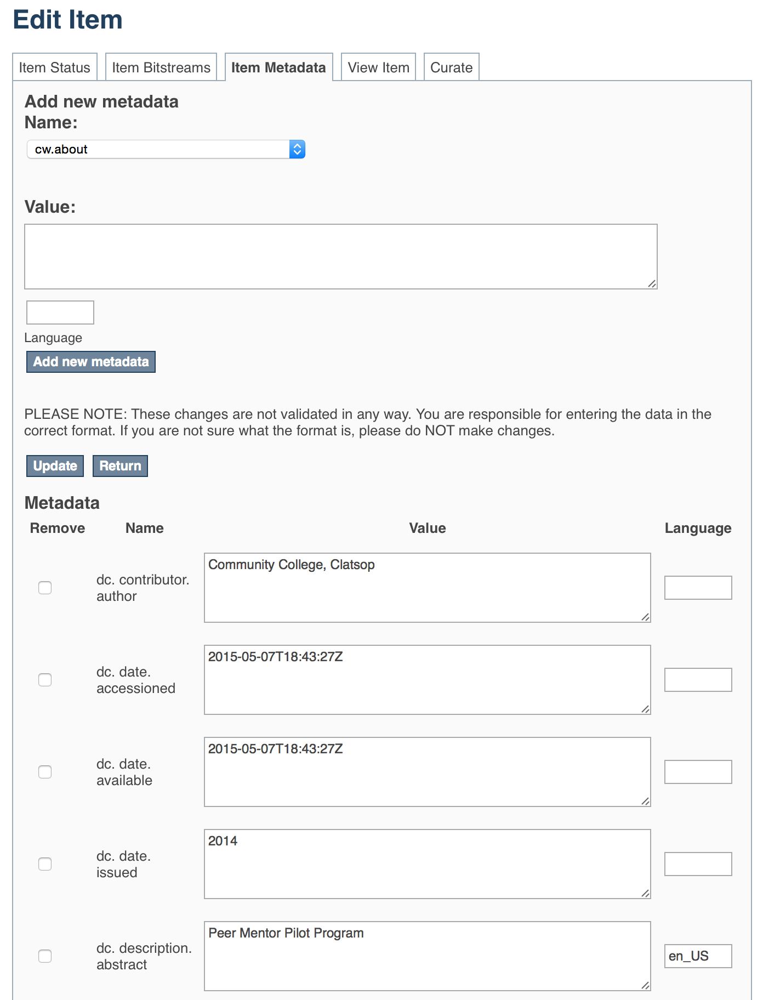 Edit Item
Item Status
Item Bitstreams
Item Metadata
View Item
Curate
Add new metadata
Name:
cw.about
Value:
Language
Add new metadata
PLEASE NOTE: These changes are not validated in any way. You are responsible for entering the data in the
correct format. If you are not sure what the format is, please do NOT make changes.
Update
Return
Metadata
Remove
Name
Value
Language
dc. contributor.
author
Community College, Clatsop
dc. date.
accessioned
2015-05-07T18:43:27Z
dc. date.
available
2015-05-07T18:43:27Z
dc. date.
issued
2014
dc. description.
abstract
Peer Mentor Pilot Program
en_US